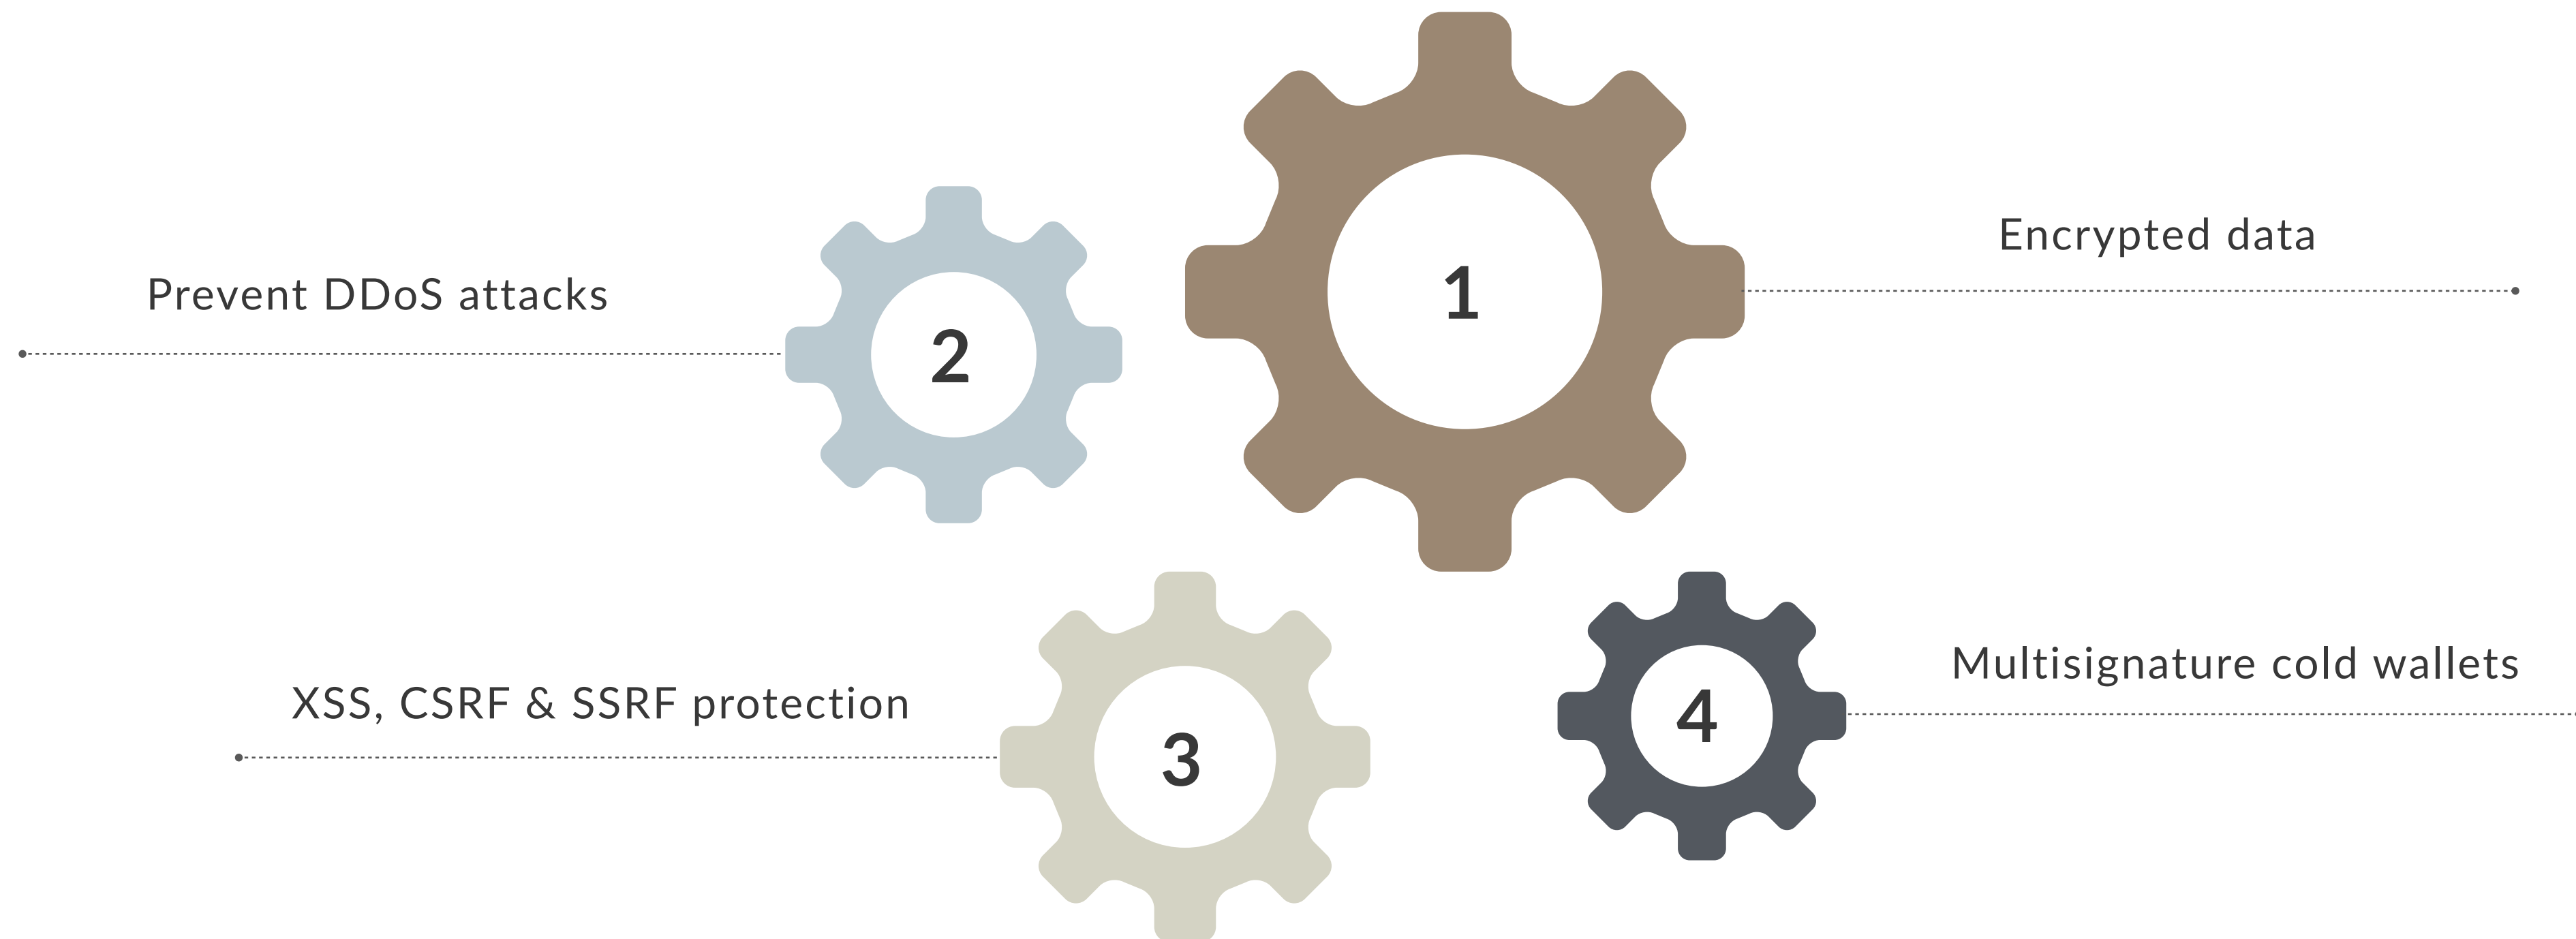 1
Encrypted data
2
Prevent DDoS attacks
3
XSS, CSRF & SSRF protection
4
Multisignature cold wallets